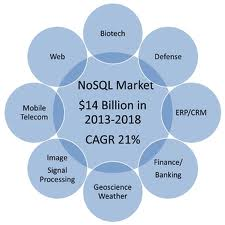 Biotech
Web
Defense
NoSQL Market
$14 Billion in
2013-2018
CAGR 21%
Mobile
Telecom
ERP/CRM
Image
Signal
Processing
Finance/
Banking
Geoscience
Weather